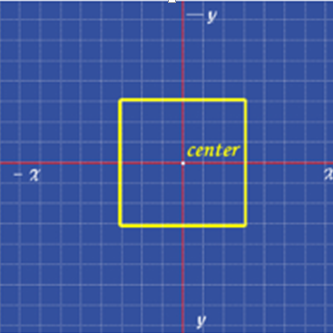 – y
center
– x
x
y